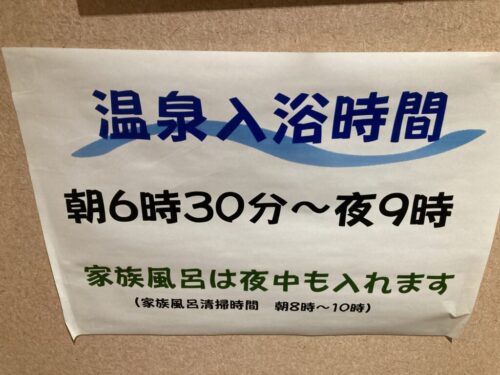 温泉入浴時間
朝6時30分～夜9時
家族風呂は夜中も入れます
(家族風呂清掃時間　朝8時～10時)